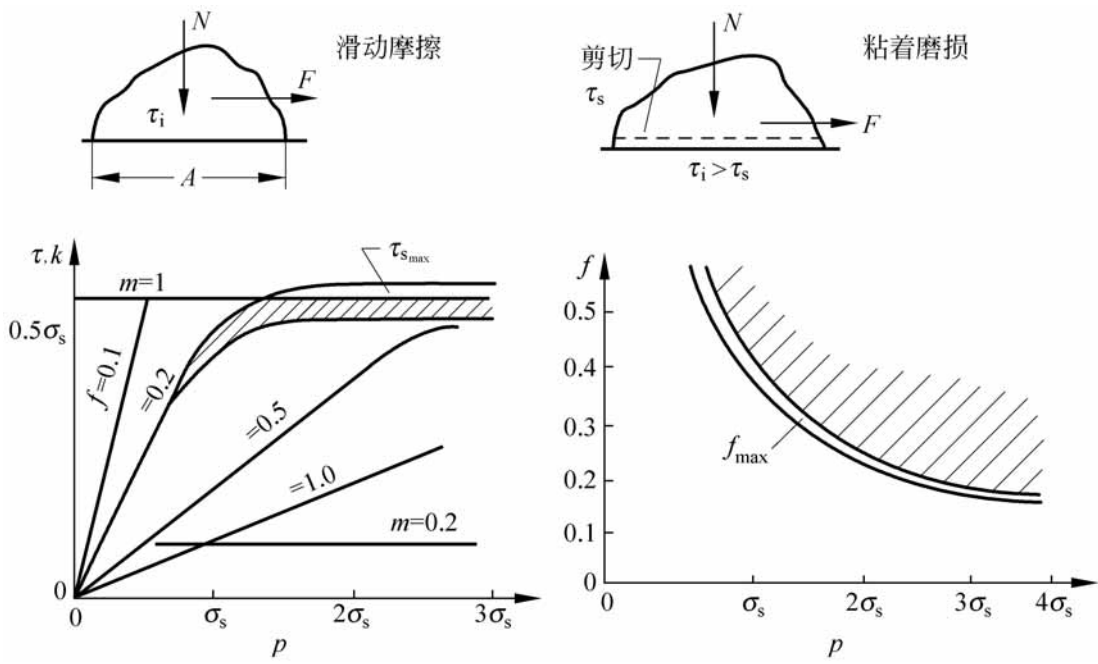 N
滑动摩擦
F
τi
A
N
粘着磨损
剪切
τs
F
τi > τs
τ,k
m=1
τsmax
0.5σs
f=0.1
=0.2
=0.5
=1.0
m=0.2
0
0
σs
2σs
3σs
p
f
0.5
0.4
0.3
fmax
0.2
0.1
0
0
σs
2σs
3σs
4σs
p